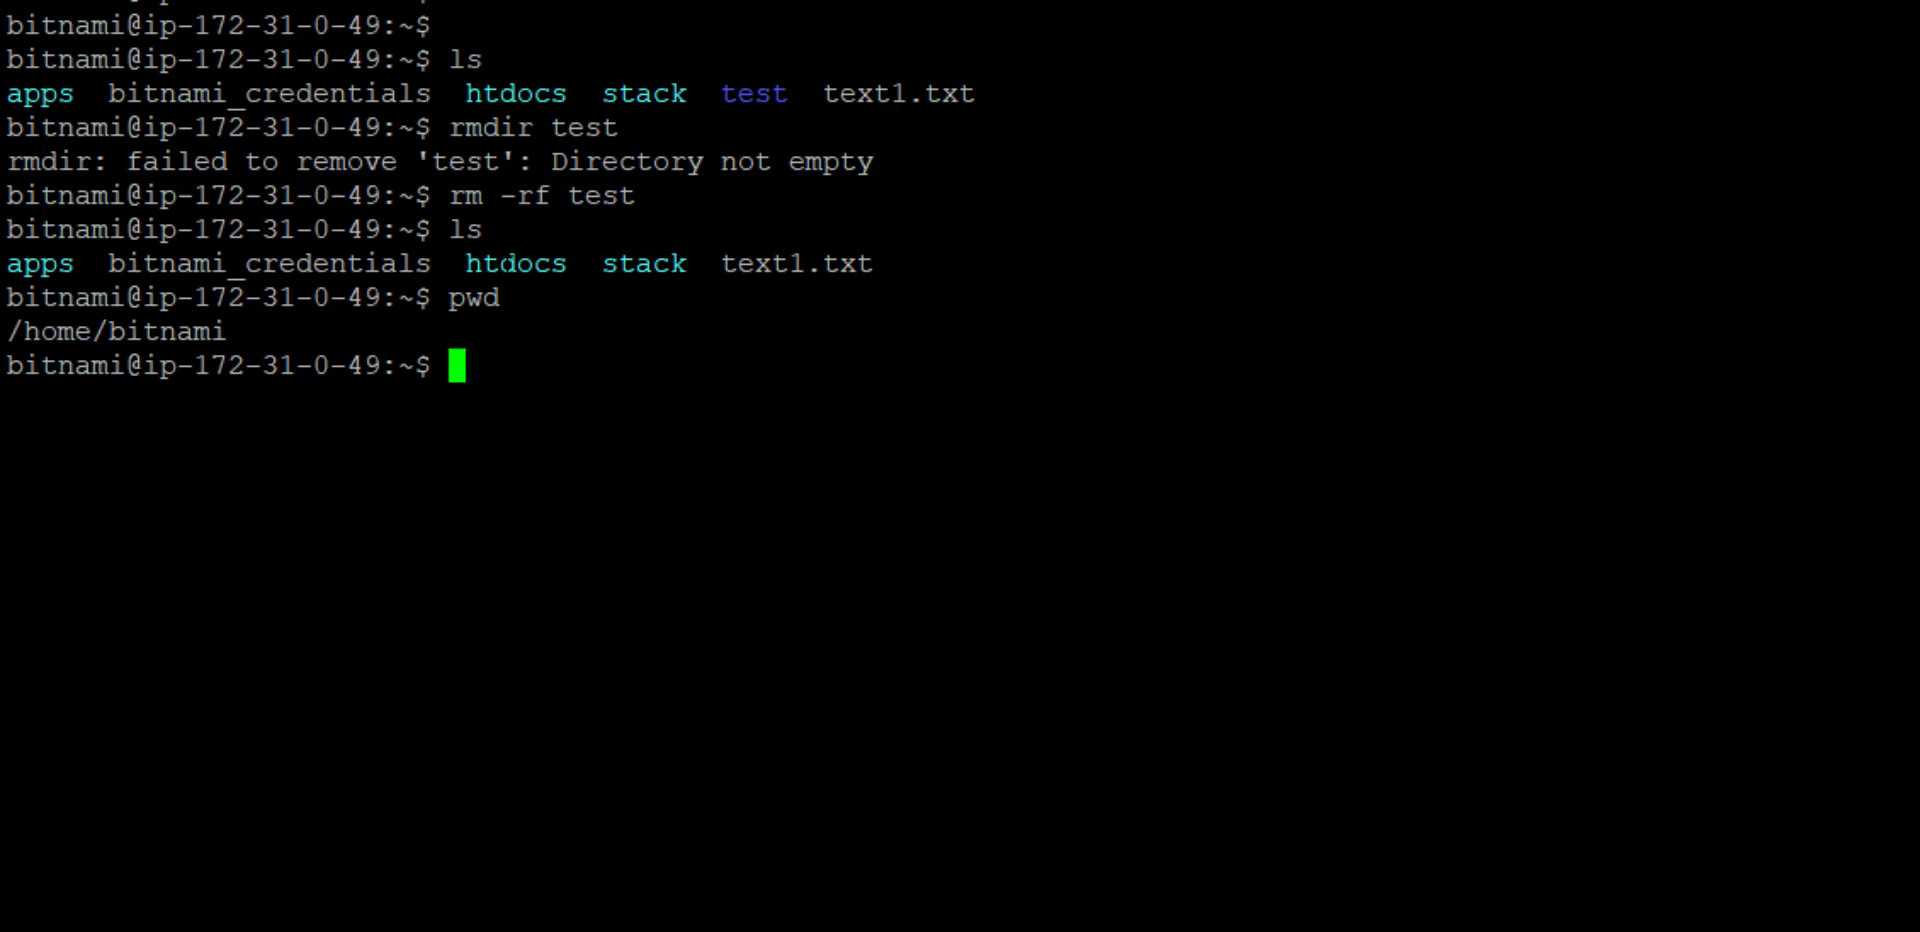 bitnami@ip-172-31-0-49:~$
bitnami@ip-172-31-0-49:~$ ls
apps  bitnami_credentials  htdocs  stack  test  text1.txt
bitnami@ip-172-31-0-49:~$ rmdir test
rmdir: failed to remove 'test': Directory not empty
bitnami@ip-172-31-0-49:~$ rm -rf test
bitnami@ip-172-31-0-49:~$ ls
apps  bitnami_credentials  htdocs  stack  text1.txt
bitnami@ip-172-31-0-49:~$ pwd
/home/bitnami
bitnami@ip-172-31-0-49:~$